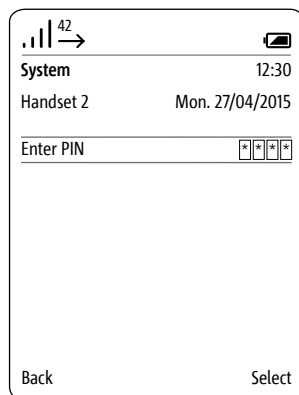 42
System 12:30
Handset 2 Mon. 27/04/2015
Enter PIN ****
Back Select